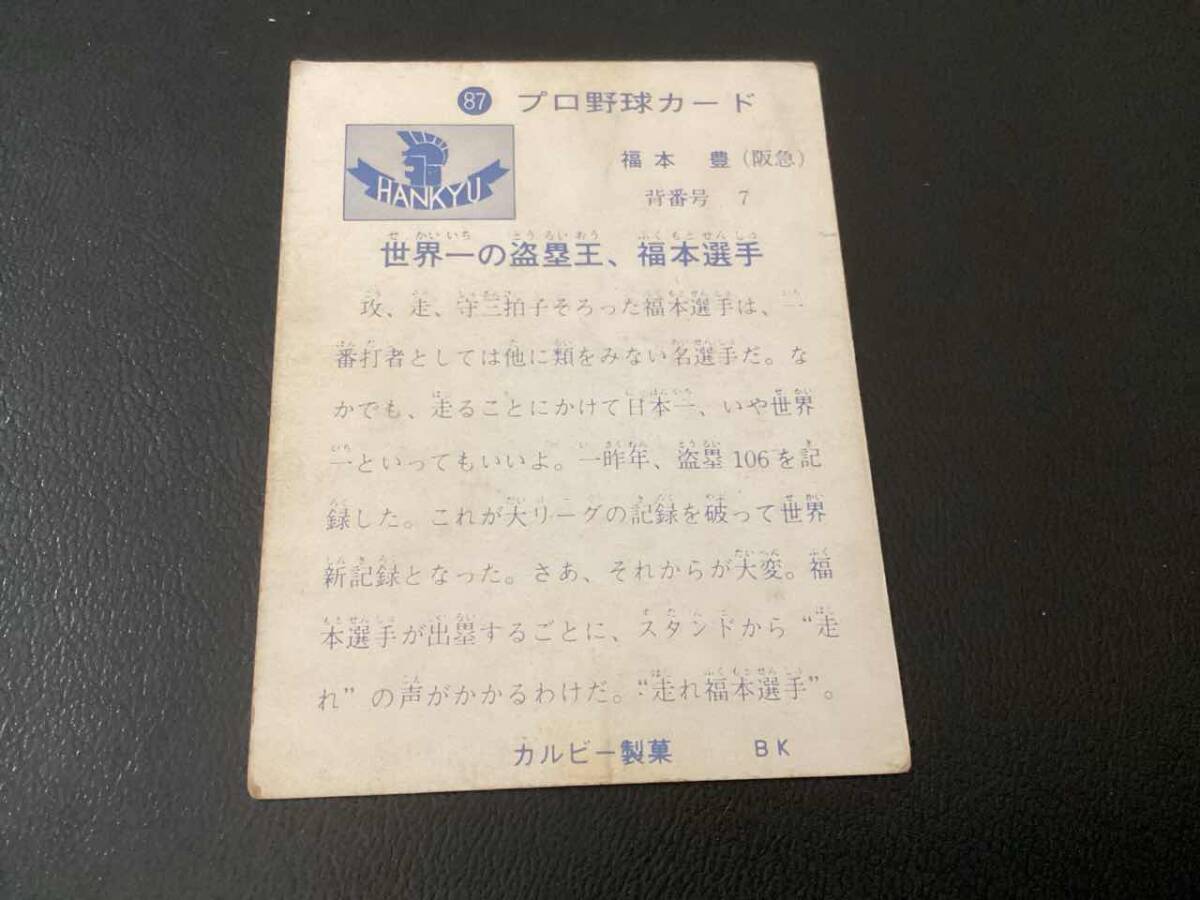 87 プロ野球カード
HANKYU
福本 豊(阪急)
背番号 7
世界一の盗塁王、福本選手
攻、走、守三拍子そろった福本選手は、一
番打者としては他に類をみない名選手だ。な
かでも、走ることにかけて日本一、いや世界
一といってもいいよ。一昨年、盗塁106を記
録した。これが大リーグの記録を破って世界
新記録となった。さあ、それからが大変。福
本選手が出塁するごとに、スタンドから“走
れ”の声がかかるわけだ。“走れ福本選手”。
カルビー製菓 BK